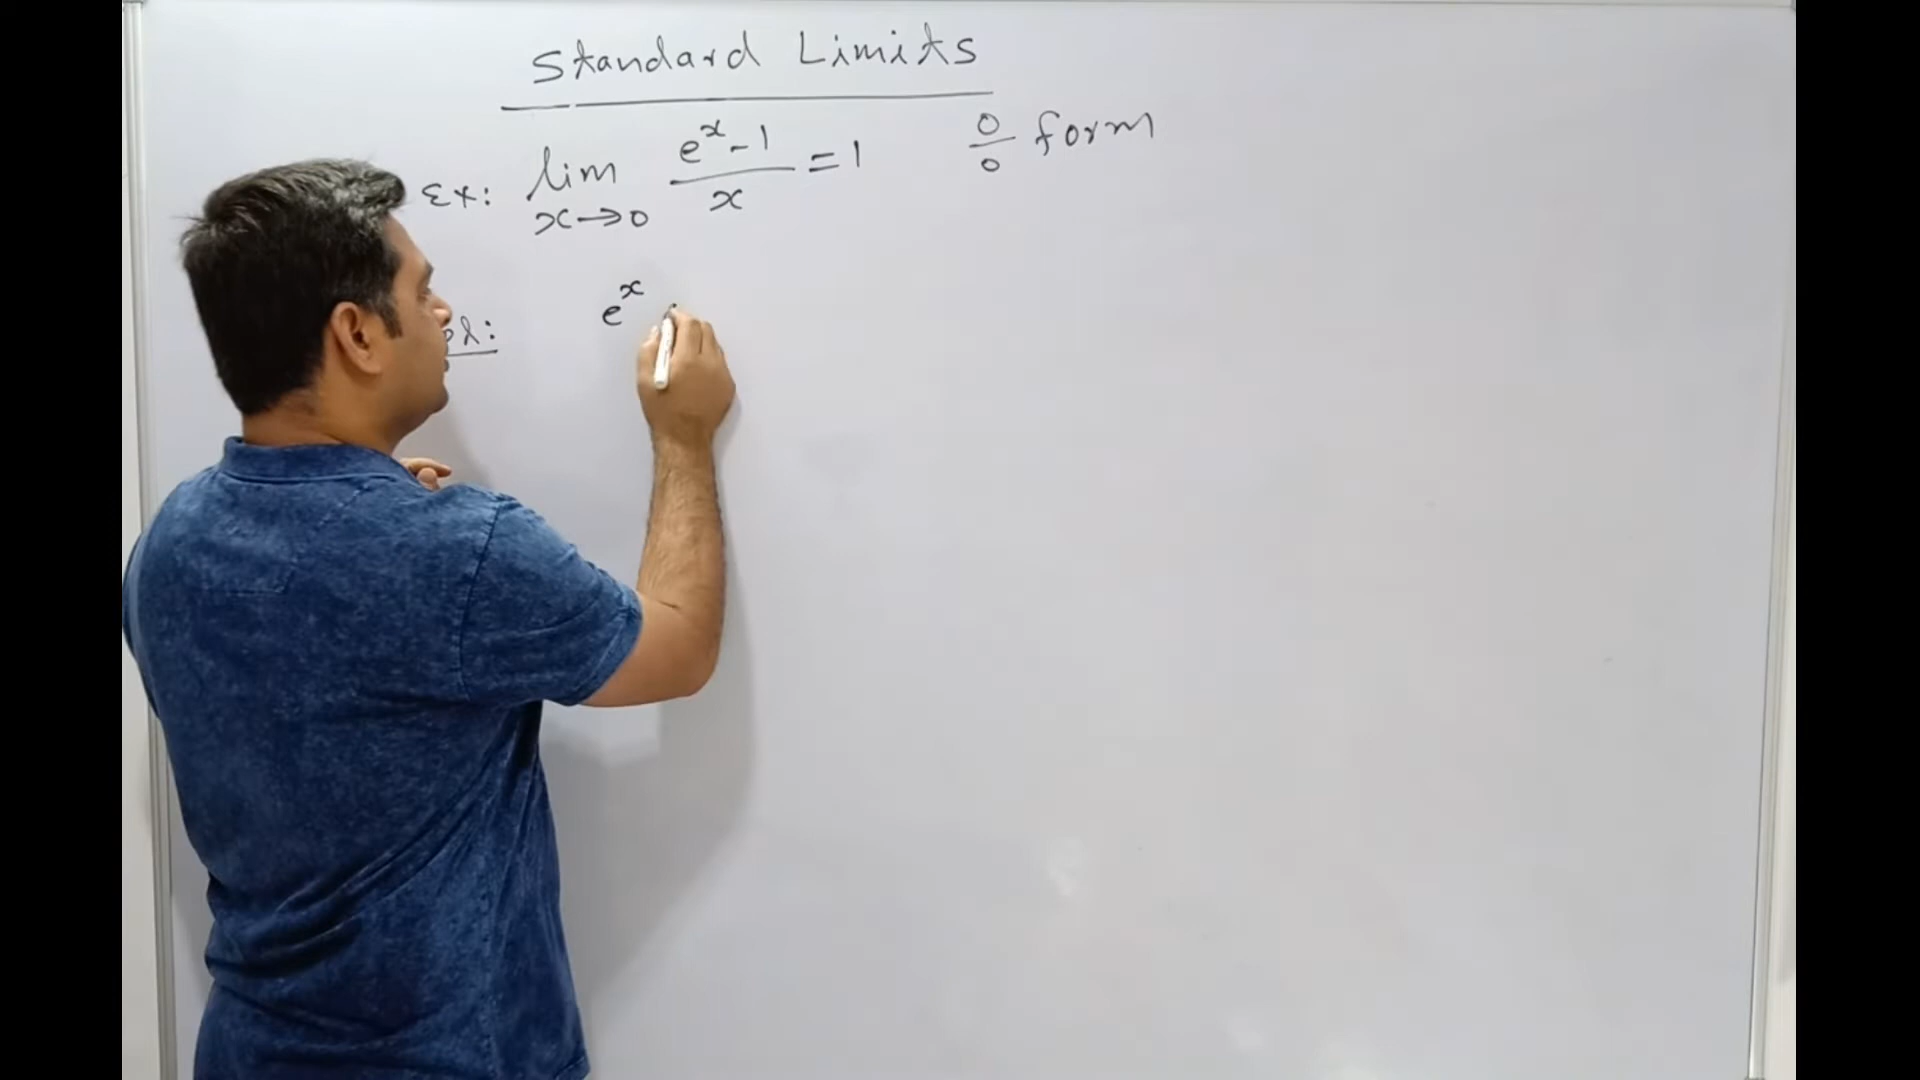 Standard Limits
Ex: lim x→0 (e^x - 1)/x = 1 0/0 form
e^x